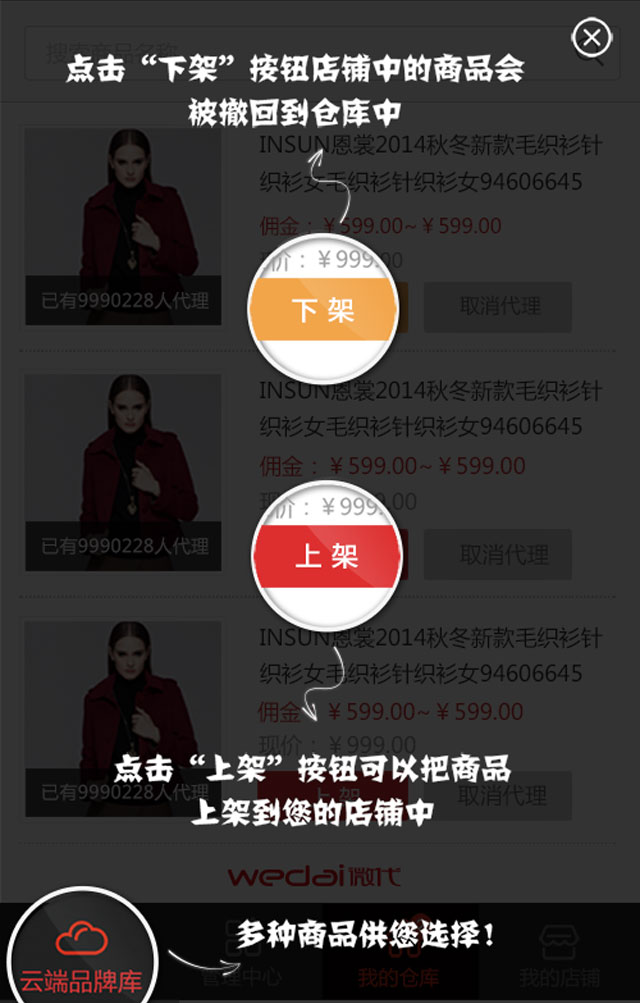 搜索商品名称
点击“下架”按钮店铺中的商品会
被撤回到仓库中
INSUN恩裳2014秋冬新款毛织衫针
织衫女毛织衫针织衫女94606645
佣金：￥599.00~￥599.00
现价：￥999.00
已有9990228人代理
下架
取消代理
INSUN恩裳2014秋冬新款毛织衫针
织衫女毛织衫针织衫女94606645
佣金：￥599.00~￥599.00
现价：￥999.00
已有9990228人代理
上架
取消代理
INSUN恩裳2014秋冬新款毛织衫针
织衫女毛织衫针织衫女94606645
佣金：￥599.00~￥599.00
现价：￥999.00
已有9990228人代理
上架
取消代理
点击“上架”按钮可以把商品
上架到您的店铺中
wedai微代
多种商品供您选择！
云端品牌库
管理中心
我的仓库
我的店铺